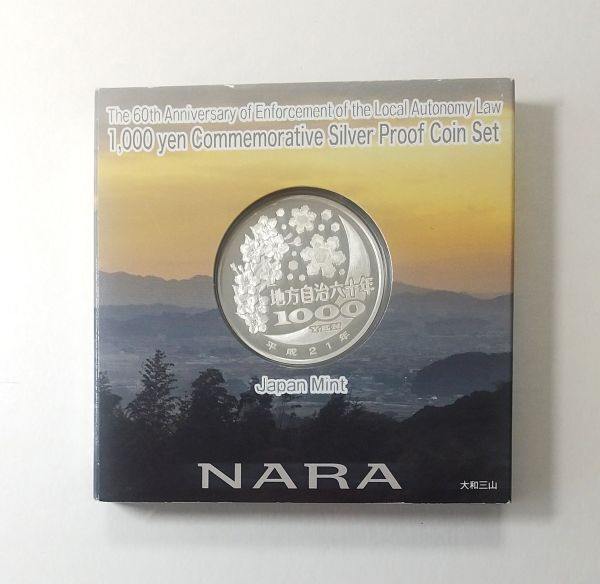 The 60th Anniversary of Enforcement of the Local Autonomy Law
1,000 yen Commemorative Silver Proof Coin Set
地方自治六十年
1000
平成21年
Japan Mint
NARA
大和三山